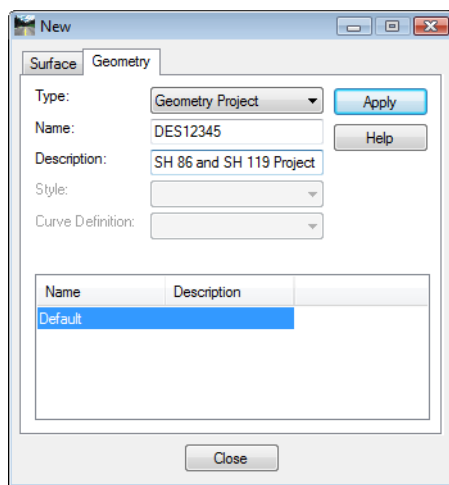 New
Surface Geometry
Type: Geometry Project Apply
Name: DES12345 Help
Description: SH 86 and SH 119 Project
Style:
Curve Definition:
Name Description
Default
Close